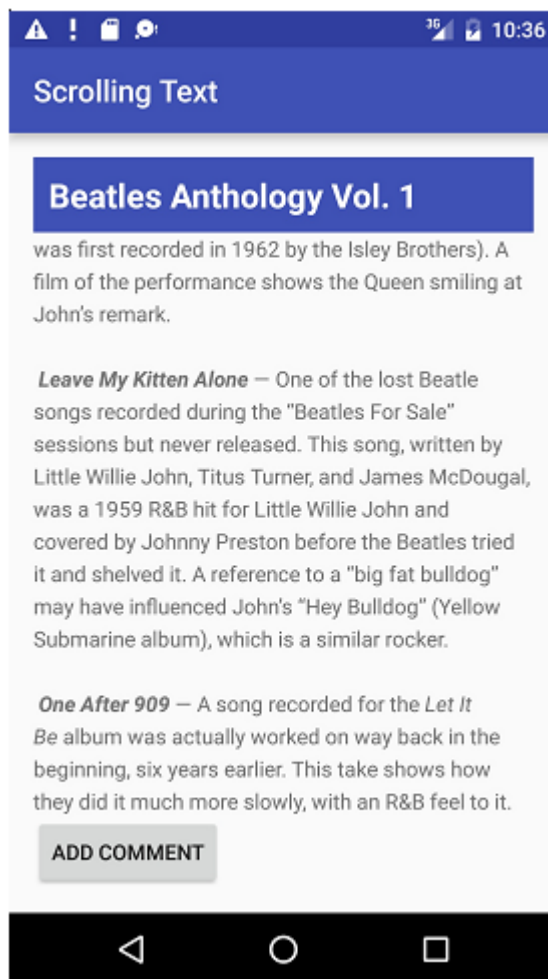 3G 10:36
Scrolling Text
Beatles Anthology Vol. 1
was first recorded in 1962 by the Isley Brothers). A
film of the performance shows the Queen smiling at
John's remark.
Leave My Kitten Alone — One of the lost Beatle
songs recorded during the "Beatles For Sale"
sessions but never released. This song, written by
Little Willie John, Titus Turner, and James McDougal,
was a 1959 R&B hit for Little Willie John and
covered by Johnny Preston before the Beatles tried
it and shelved it. A reference to a "big fat bulldog"
may have influenced John's "Hey Bulldog" (Yellow
Submarine album), which is a similar rocker.
One After 909 — A song recorded for the Let It
Be album was actually worked on way back in the
beginning, six years earlier. This take shows how
they did it much more slowly, with an R&B feel to it.
ADD COMMENT